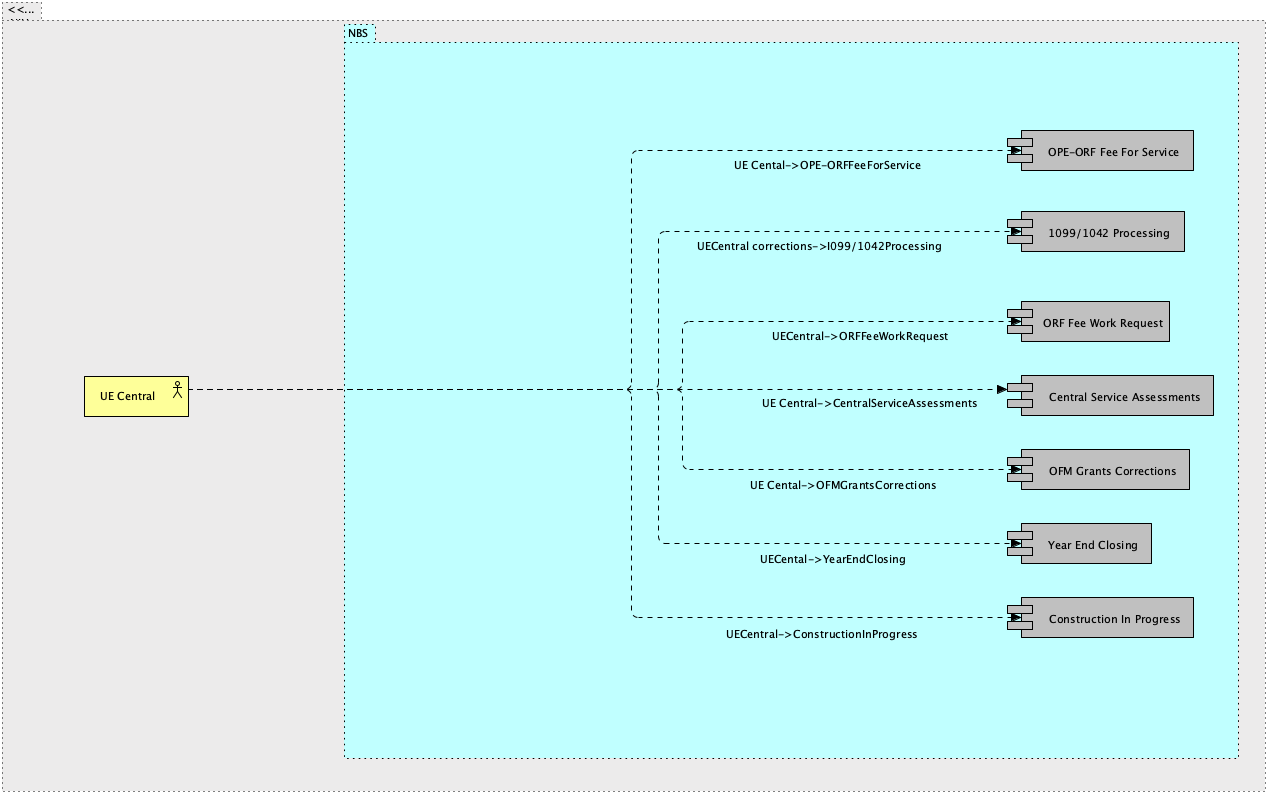 <<...
NBS
OPE-ORF Fee For Service
UE Cental->OPE-ORFFeeForService
1099/1042 Processing
UECentral corrections->I099/1042Processing
ORF Fee Work Request
UECentral->ORFFeeWorkRequest
UE Central
Central Service Assessments
UE Central->CentralServiceAssessments
OFM Grants Corrections
UE Cental->OFMGrantsCorrections
Year End Closing
UECental->YearEndClosing
Construction In Progress
UECentral->ConstructionInProgress